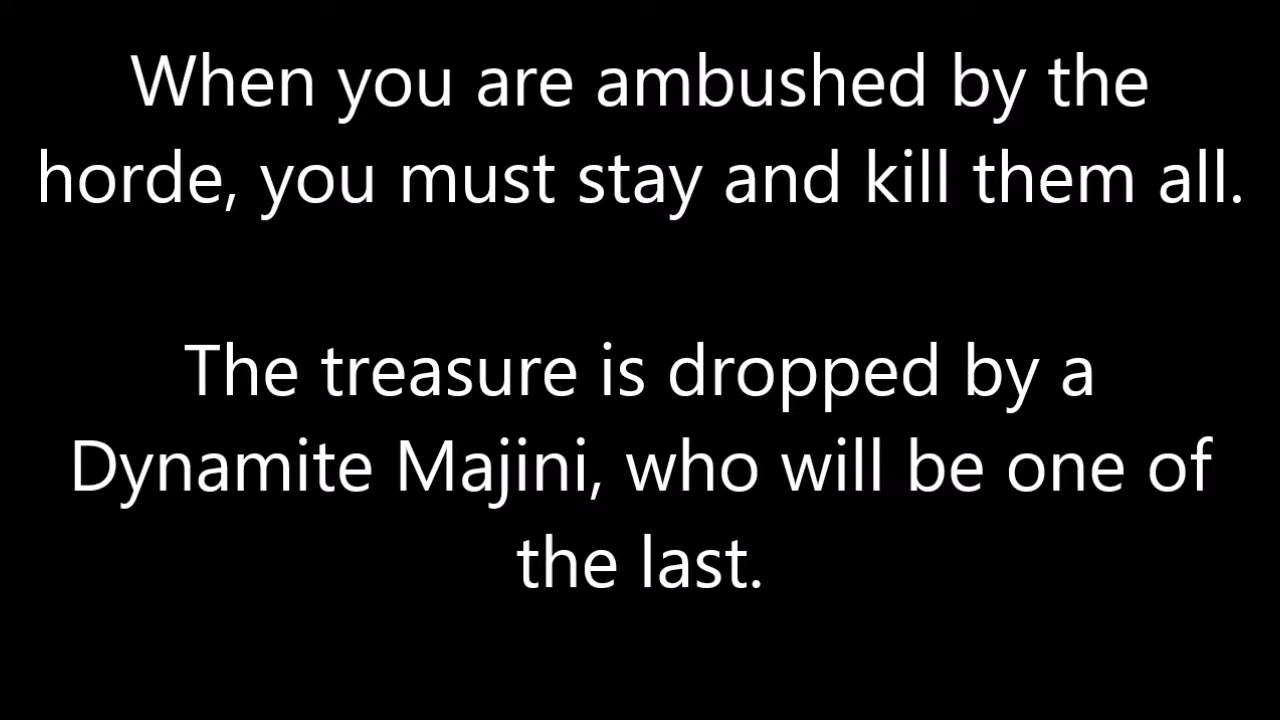 When you are ambushed by the
horde, you must stay and kill them all.
The treasure is dropped by a
Dynamite Majini, who will be one of
the last.